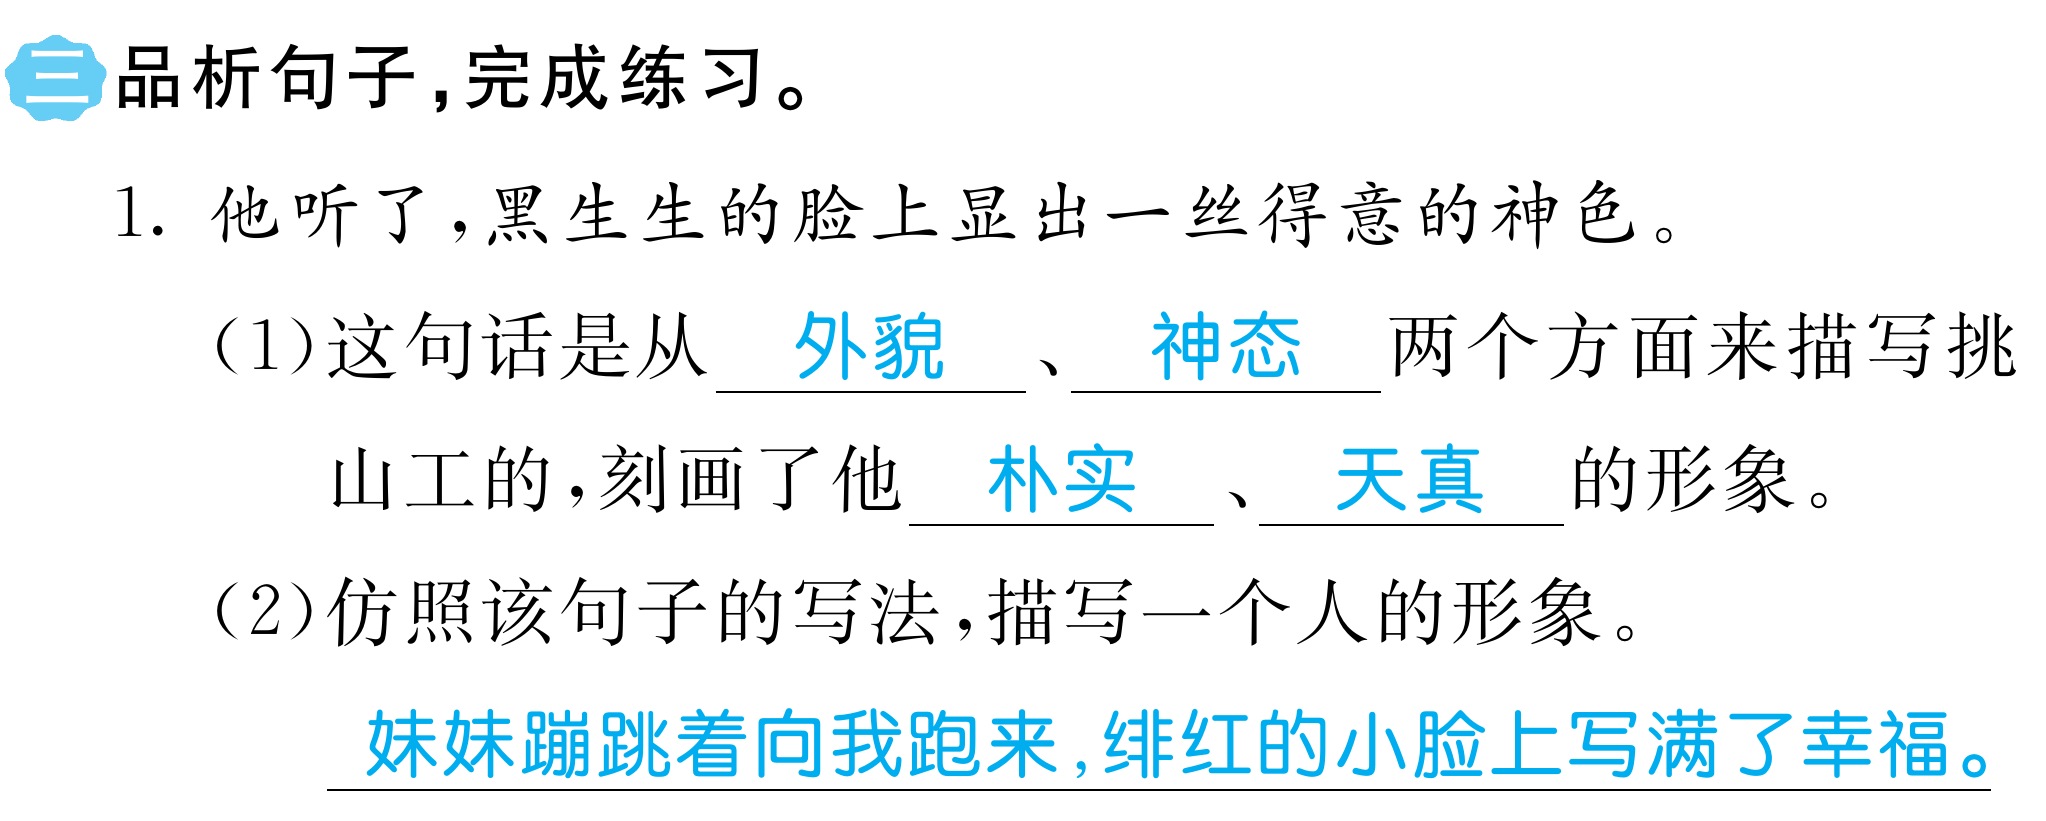 三 品析句子,完成练习。
1. 他听了,黑生生的脸上显出一丝得意的神色。
(1)这句话是从 外貌 、 神态 两个方面来描写挑
山工的,刻画了他 朴实 、 天真 的形象。
(2)仿照该句子的写法,描写一个人的形象。
妹妹蹦跳着向我跑来,绯红的小脸上写满了幸福。